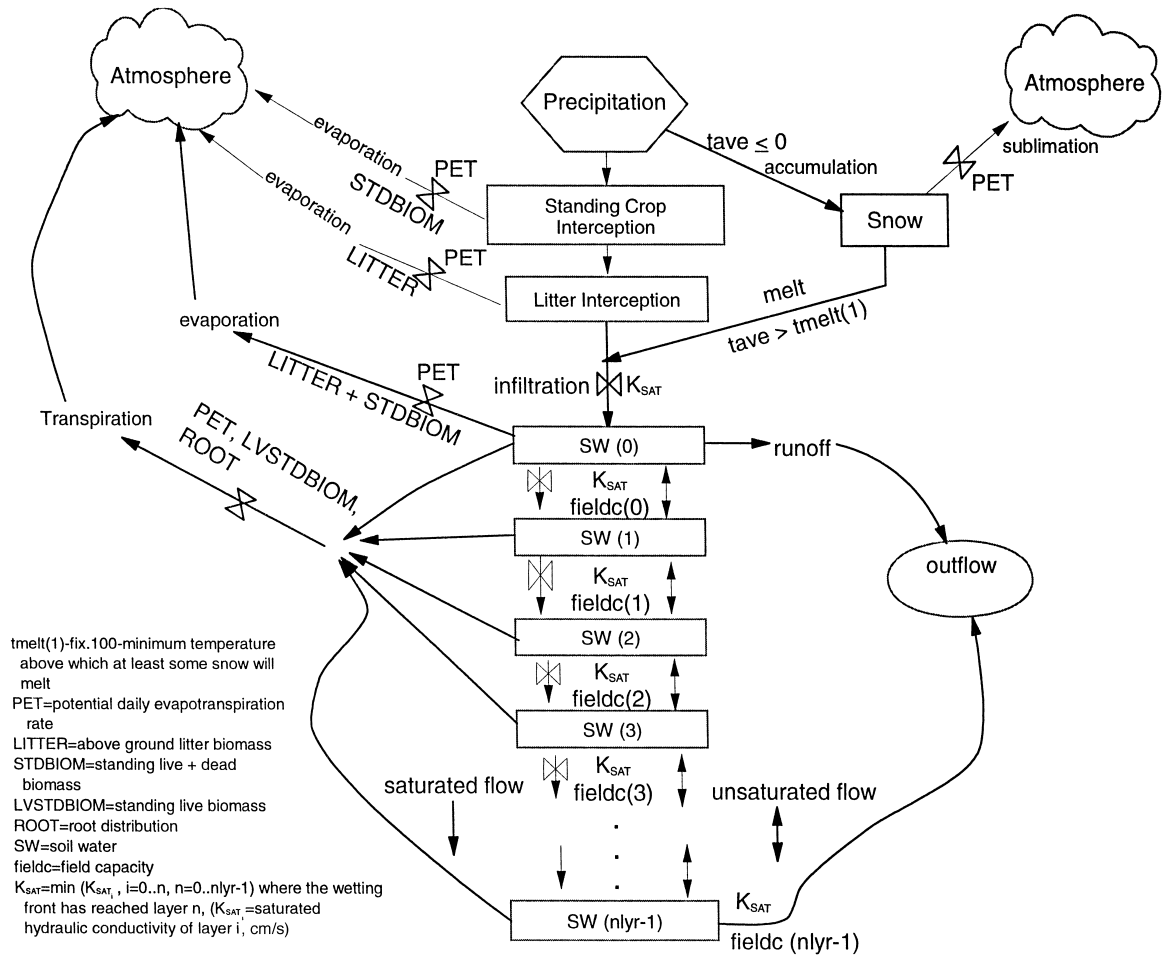 Atmosphere
Precipitation
Atmosphere
tave ≤ 0
accumulation
sublimation
PET
evaporation
PET
STDBIOM
Standing Crop
Interception
Snow
evaporation
PET
LITTER
Litter Interception
melt
tave > tmelt(1)
evaporation
PET
LITTER + STDBIOM
infiltration
KSAT
Transpiration
PET, LVSTDBIOM,
ROOT
SW (0)
runoff
KSAT
fieldc(0)
SW (1)
outflow
KSAT
fieldc(1)
SW (2)
KSAT
fieldc(2)
SW (3)
KSAT
fieldc(3)
saturated flow
unsaturated flow
.
.
.
SW (nlyr-1)
KSAT
fieldc (nlyr-1)
tmelt(1)-fix.100-minimum temperature
above which at least some snow will
melt
PET=potential daily evapotranspiration
rate
LITTER=above ground litter biomass
STDBIOM=standing live + dead
biomass
LVSTDBIOM=standing live biomass
ROOT=root distribution
SW=soil water
fieldc=field capacity
KSAT=min (KSATi , i=0..n, n=0..nlyr-1) where the wetting
front has reached layer n, (KSATi=saturated
hydraulic conductivity of layer i, cm/s)